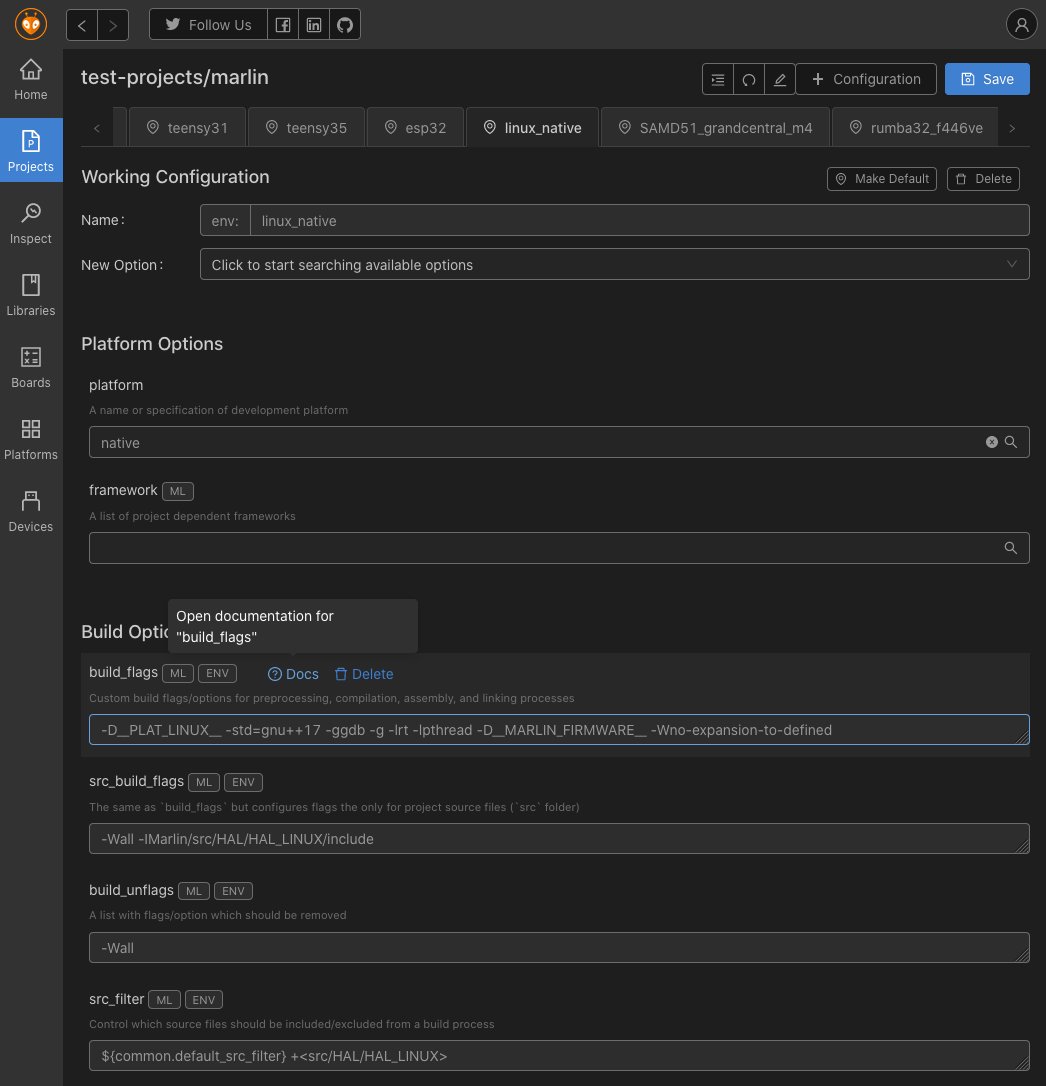 Follow Us
Home
Projects
Inspect
Libraries
Boards
Platforms
Devices
test-projects/marlin
+ Configuration
Save
teensy31
teensy35
esp32
linux_native
SAMD51_grandcentral_m4
rumba32_f446ve
Working Configuration
Make Default
Delete
Name:
env:
linux_native
New Option:
Click to start searching available options
Platform Options
platform
A name or specification of development platform
native
framework ML
A list of project dependent frameworks
Open documentation for
"build_flags"
Build Optio
build_flags ML ENV Docs Delete
Custom build flags/options for preprocessing, compilation, assembly, and linking processes
-D__PLAT_LINUX__ -std=gnu++17 -ggdb -g -lrt -lpthread -D__MARLIN_FIRMWARE__ -Wno-expansion-to-defined
src_build_flags ML ENV
The same as `build_flags` but configures flags the only for project source files (`src` folder)
-Wall -IMarlin/src/HAL/HAL_LINUX/include
build_unflags ML ENV
A list with flags/option which should be removed
-Wall
src_filter ML ENV
Control which source files should be included/excluded from a build process
${common.default_src_filter} +<src/HAL/HAL_LINUX>